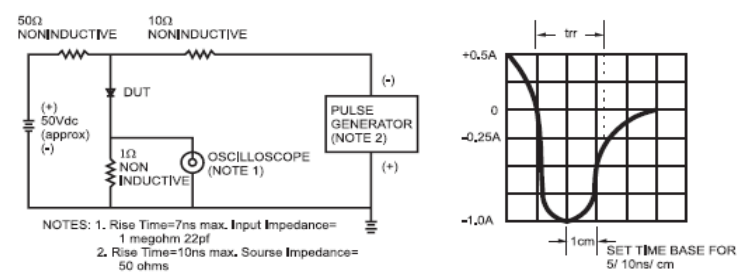 50Ω
NONINDUCTIVE
10Ω
NONINDUCTIVE
DUT
(+)
50Vdc
(approx)
(-)
1Ω
NON
INDUCTIVE
OSCILLOSCOPE
(NOTE 1)
(-)
PULSE
GENERATOR
(NOTE 2)
(+)
NOTES: 1. Rise Time=7ns max. Input Impedance=
1 megohm 22pf
2. Rise Time=10ns max. Sourse Impedance=
50 ohms
trr
+0.5A
0
-0.25A
-1.0A
1cm
SET TIME BASE FOR
5/ 10ns/ cm